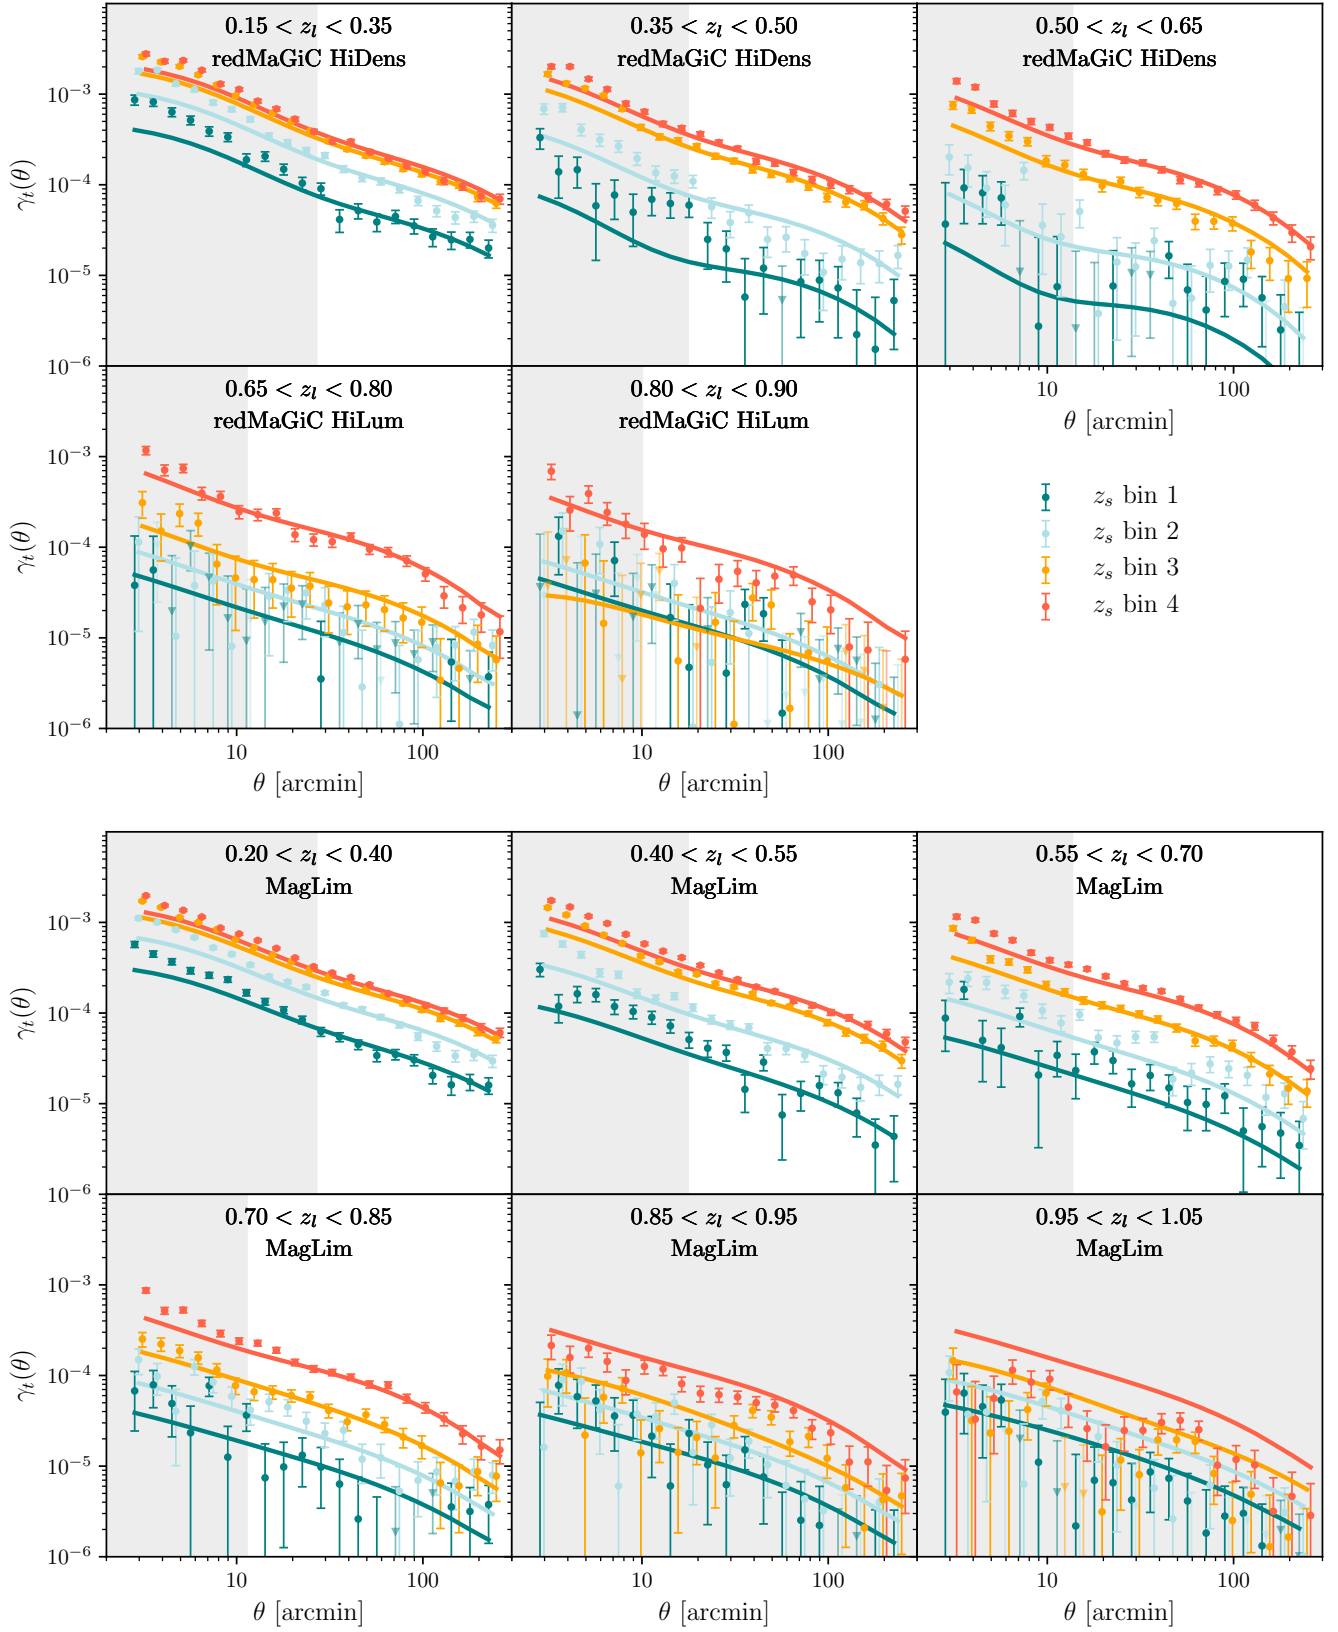 0.15 < z_l < 0.35
redMaGiC HiDens
0.35 < z_l < 0.50
redMaGiC HiDens
0.50 < z_l < 0.65
redMaGiC HiDens
10⁻³
10⁻⁴
10⁻⁵
10⁻⁶
γ_t(θ)
10 100
θ [arcmin]
0.65 < z_l < 0.80
redMaGiC HiLum
0.80 < z_l < 0.90
redMaGiC HiLum
10⁻³
10⁻⁴
10⁻⁵
10⁻⁶
γ_t(θ)
z_s bin 1
z_s bin 2
z_s bin 3
z_s bin 4
10 100
10 100
θ [arcmin]
θ [arcmin]
0.20 < z_l < 0.40
MagLim
0.40 < z_l < 0.55
MagLim
0.55 < z_l < 0.70
MagLim
10⁻³
10⁻⁴
10⁻⁵
10⁻⁶
γ_t(θ)
0.70 < z_l < 0.85
MagLim
0.85 < z_l < 0.95
MagLim
0.95 < z_l < 1.05
MagLim
10⁻³
10⁻⁴
10⁻⁵
10⁻⁶
γ_t(θ)
10 100
10 100
10 100
θ [arcmin]
θ [arcmin]
θ [arcmin]